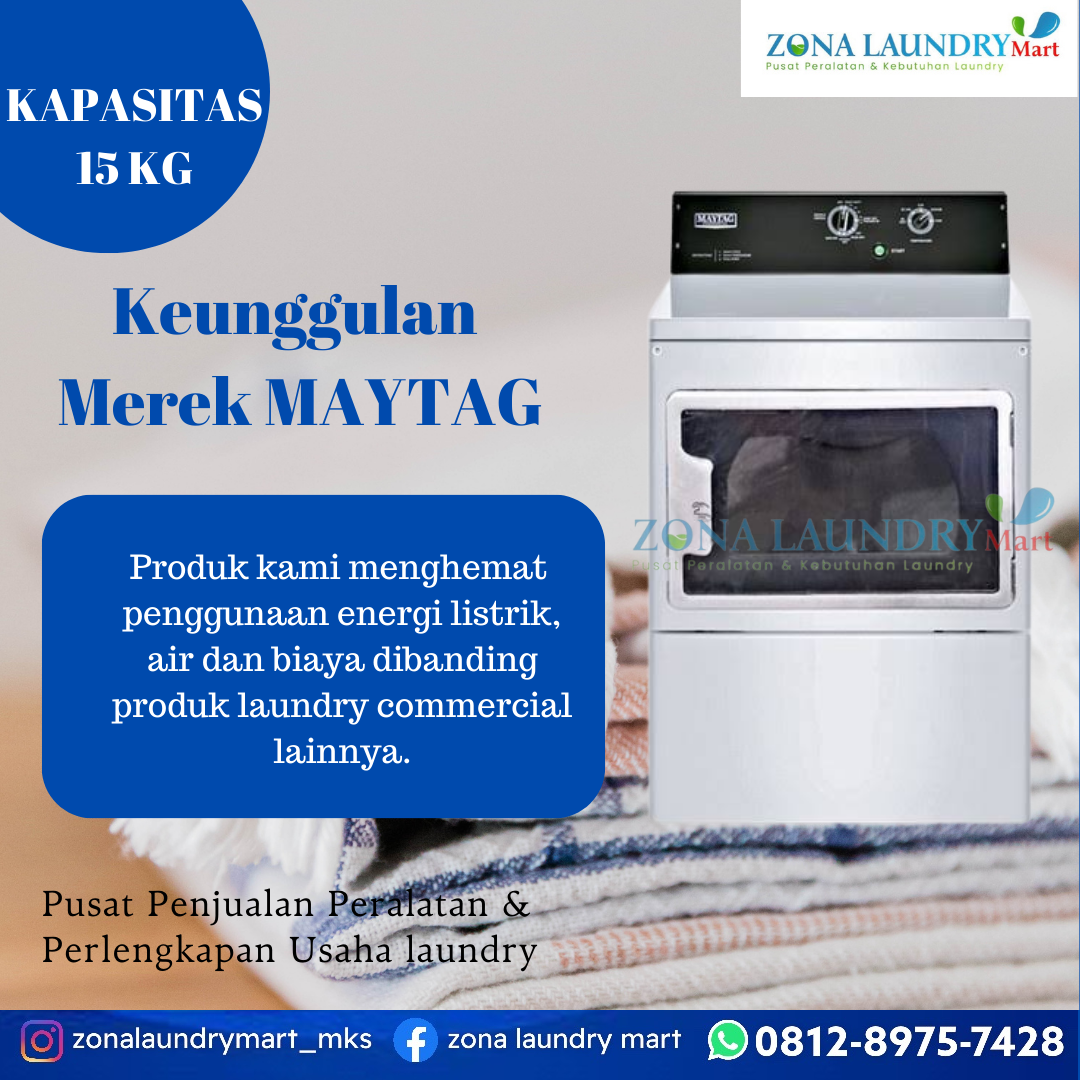 ZONA LAUNDRY Mart
Pusat Peralatan & Kebutuhan Laundry
KAPASITAS
15 KG
MAYTAG
START
Keunggulan
Merek MAYTAG
ZONA LAUNDRY Mart
Pusat Peralatan & Kebutuhan Laundry
Produk kami menghemat
penggunaan energi listrik,
air dan biaya dibanding
produk laundry commercial
lainnya.
Pusat Penjualan Peralatan &
Perlengkapan Usaha laundry
zonalaundrymart_mks
zona laundry mart
0812-8975-7428